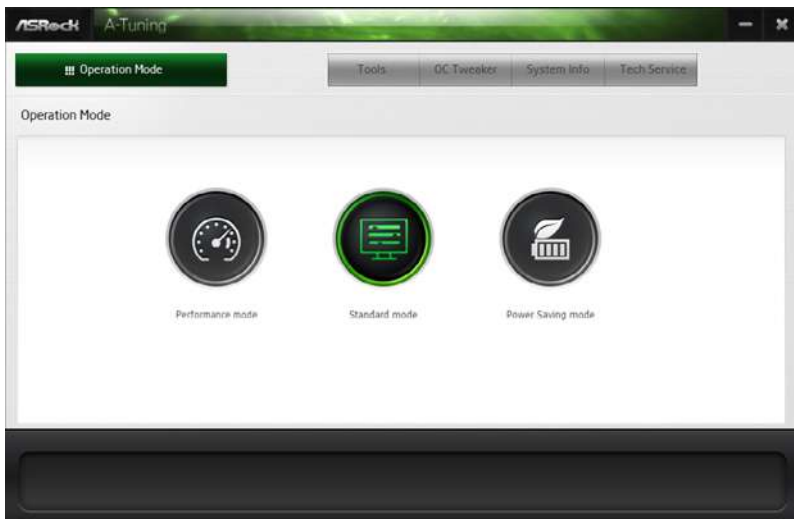 ASRock A-Tuning
Operation Mode Tools OC Tweaker System Info Tech Service
Operation Mode
Performance mode Standard mode Power Saving mode